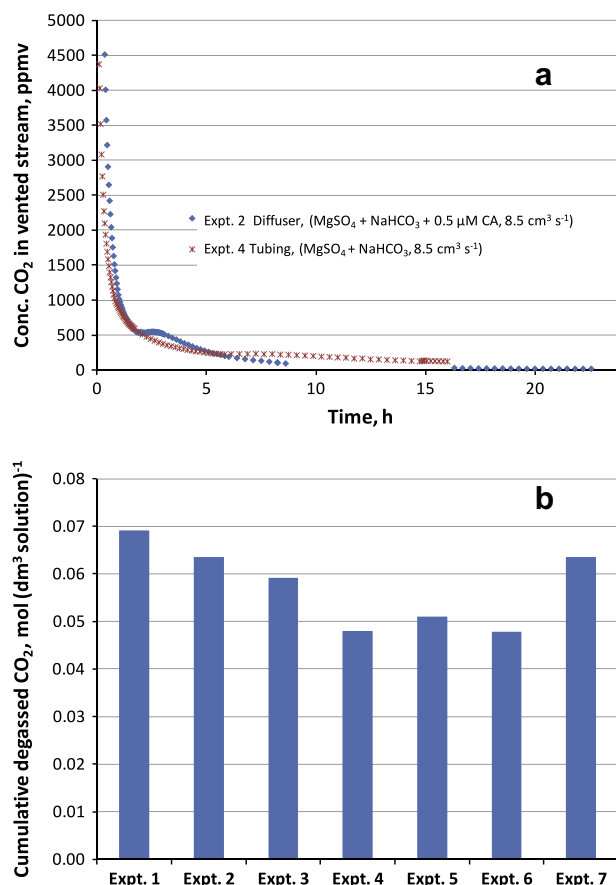 5000
4500
4000
3500
3000
2500
2000
1500
1000
500
0
Conc. CO₂ in vented stream, ppmv
a
Expt. 2 Diffuser, (MgSO₄ + NaHCO₃ + 0.5 µM CA, 8.5 cm³ s⁻¹)
Expt. 4 Tubing, (MgSO₄ + NaHCO₃, 8.5 cm³ s⁻¹)
0 5 10 15 20
Time, h
b
0.08
0.07
0.06
0.05
0.04
0.03
0.02
0.01
0.00
Cumulative degassed CO₂, mol (dm³ solution)⁻¹
Expt. 1 Expt. 2 Expt. 3 Expt. 4 Expt. 5 Expt. 6 Expt. 7